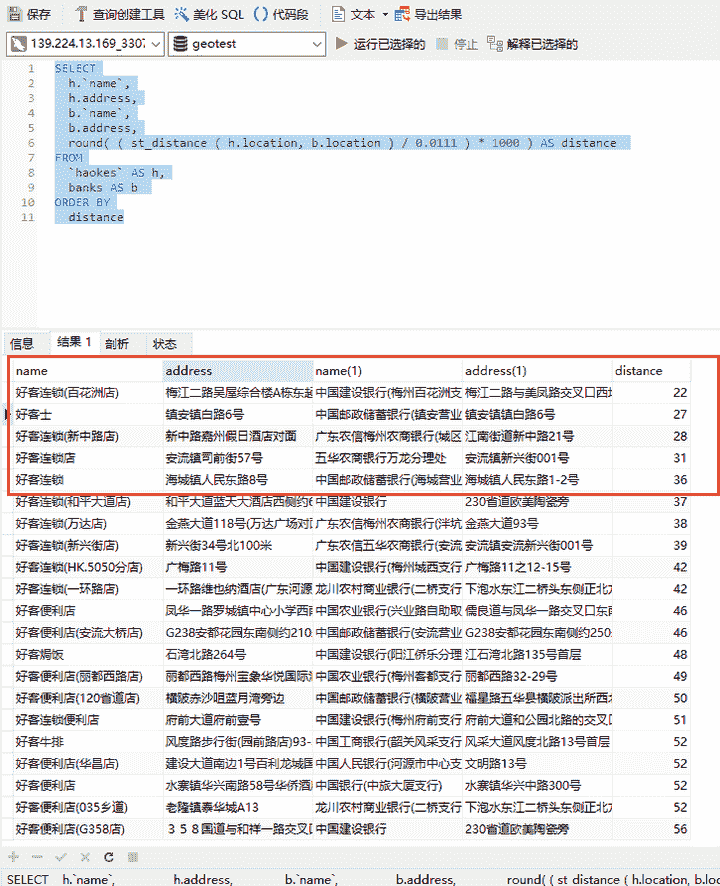 保存 查询创建工具 美化 SQL () 代码段 文本 导出结果
139.224.13.169_3307 geotest 运行已选择的 停止 解释已选择的
1 SELECT
2 h.`name`,
3 h.address,
4 b.`name`,
5 b.address,
6 round( ( st_distance ( h.location, b.location ) / 0.0111 ) * 1000 ) AS distance
7 FROM
8 `haokes` AS h,
9 banks AS b
10 ORDER BY
11 distance
信息 结果 1 剖析 状态
name address name(1) address(1) distance
好客连锁(百花洲店) 梅江二路吴屋综合楼A栋东起 中国建设银行(梅州百花洲支 梅江二路与美凤路交叉口西北 22
好客士 镇安镇白路6号 中国邮政储蓄银行(镇安营业 镇安镇镇白路6号 27
好客连锁(新中路店) 新中路嘉州假日酒店对面 广东农信梅州农商银行(城区 江南街道新中路21号 28
好客连锁店 安流镇司前街57号 五华农商银行万龙分理处 安流镇新兴街001号 31
好客连锁 海城镇人民东路8号 中国邮政储蓄银行(海城营业 海城镇人民东路1-2号 36
好客连锁(和平大道店) 和平大道蓝天大酒店西侧约6 中国建设银行 230省道欧美陶瓷旁 37
好客连锁(万达店) 金燕大道118号(万达广场对面 广东农信梅州农商银行(泮坑 金燕大道93号 38
好客连锁(新兴街店) 新兴街34号北100米 广东农信五华农商银行(安流 安流镇安流新兴街001号 39
好客连锁(HK.5050分店) 广梅路11号 中国建设银行(梅州城西支行 广梅路11之12-15号 42
好客连锁(一环路店) 一环路维也纳酒店(广东河源 龙川农村商业银行(二桥支行 下泡水东江二桥头东侧正北方 42
好客便利店 凤华一路罗城镇中心小学西 中国农业银行(兴业路自助取 儒良道与凤华一路交叉口东南 46
好客便利店(安流大桥店) G238安都花园东南侧约210 中国邮政储蓄银行(安流营业 G238安都花园东南侧约250 46
好客焗饭 石湾北路264号 中国建设银行(阳江侨乐分理 江石湾北路135号首层 48
好客便利店(丽都西路店) 丽都西路梅州宝象华悦国际 中国农业银行(梅州客都支行 丽都西路32-29号 49
好客便利店(120省道店) 横陂赤沙咀蓝月湾旁边 中国邮政储蓄银行(横陂营业 福星路五华县横陂派出所西 50
好客连锁便利店 府前大道府前壹号 中国建设银行(梅州府前支行 府前大道和公园北路的交叉口 51
好客牛排 风度路步行街(园前路店)93- 中国工商银行(韶关风采支行 风采大道风度北路13号首层 52
好客便利店(华昌店) 建设大道南边1号百利龙城国 中国人民银行(河源市中心支 文明路13号 52
好客便利店 水寨镇华兴南路58号华侨酒 中国银行(中旅大厦支行) 水寨镇华兴中路300号 52
好客便利店(035乡道) 老隆镇泰华城A13 龙川农村商业银行(二桥支行 下泡水东江二桥头东侧正北方 52
好客便利店(G358店) 358国道与和祥一路交叉口 中国建设银行 230省道欧美陶瓷旁 56
SELECT h.`name`, h.address, b.`name`, b.address, round( ( st_distance ( h.location, b.loc